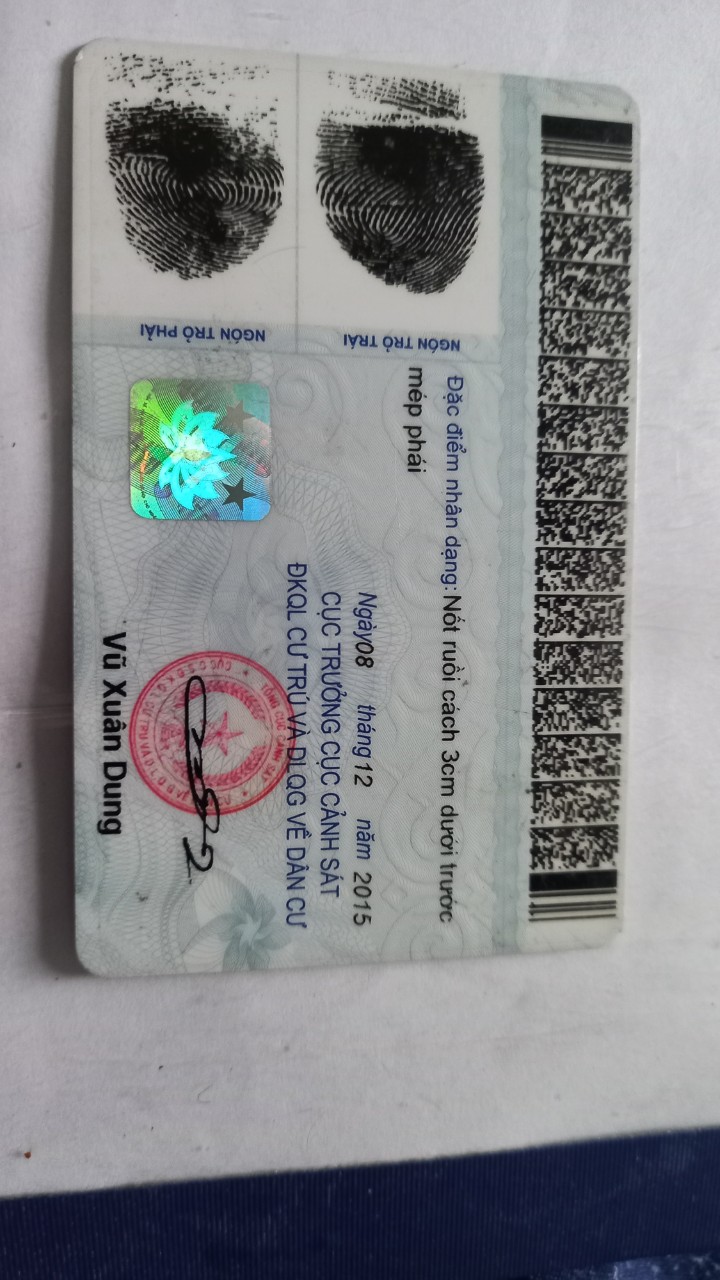 Đặc điểm nhân dạng: Nốt ruồi cách 3cm dưới trước
mép phải
Ngày 08 tháng 12 năm 2015
CỤC TRƯỞNG CỤC CẢNH SÁT
ĐKQL CƯ TRÚ VÀ DLQG VỀ DÂN CƯ
Vũ Xuân Dung
NGÓN TRỎ TRÁI
NGÓN TRỎ PHẢI